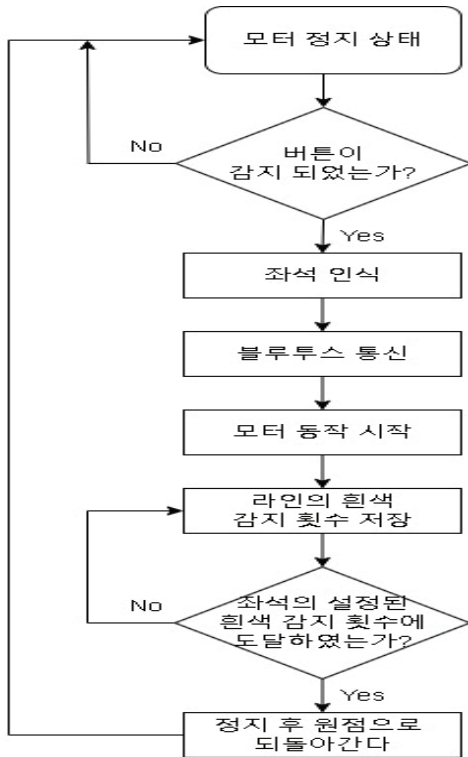 모터 정지 상태
버튼이
감지 되었는가?
No
Yes
좌석 인식
블루투스 통신
모터 동작 시작
라인의 흰색
감지 횟수 저장
좌석의 설정된
흰색 감지 횟수에
도달하였는가?
No
Yes
정지 후 원점으로
되돌아간다